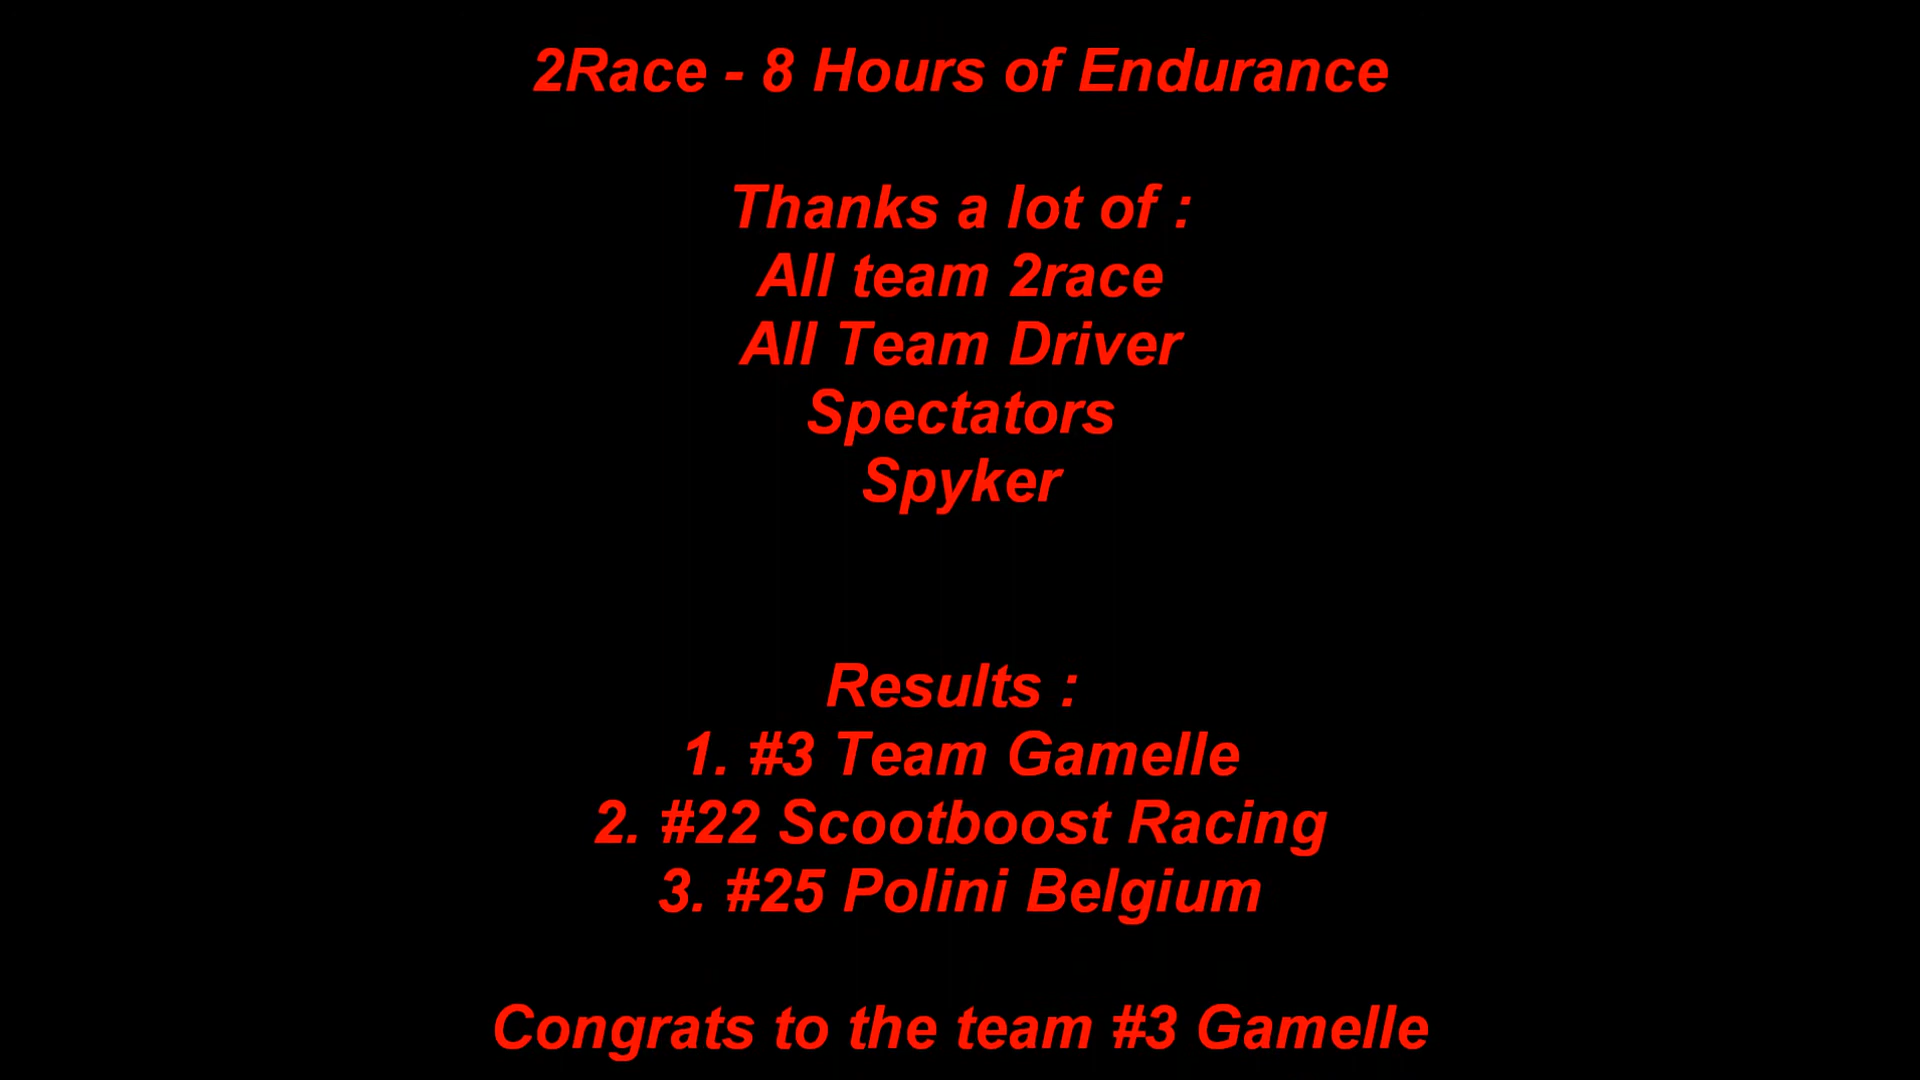 2Race - 8 Hours of Endurance
Thanks a lot of :
All team 2race
All Team Driver
Spectators
Spyker
Results :
1. #3 Team Gamelle
2. #22 Scootboost Racing
3. #25 Polini Belgium
Congrats to the team #3 Gamelle